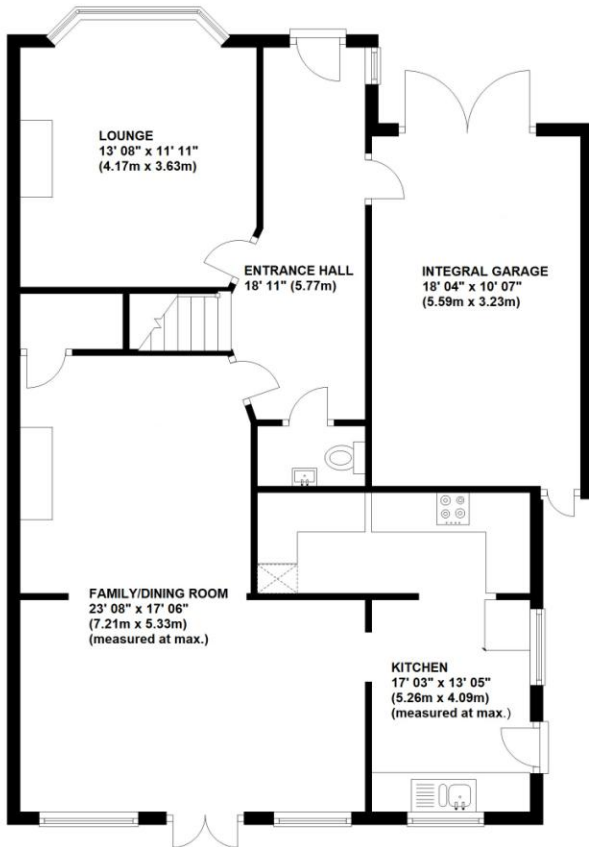 LOUNGE
13' 08" x 11' 11"
(4.17m x 3.63m)
ENTRANCE HALL
18' 11" (5.77m)
INTEGRAL GARAGE
18' 04" x 10' 07"
(5.59m x 3.23m)
FAMILY/DINING ROOM
23' 08" x 17' 06"
(7.21m x 5.33m)
(measured at max.)
KITCHEN
17' 03" x 13' 05"
(5.26m x 4.09m)
(measured at max.)